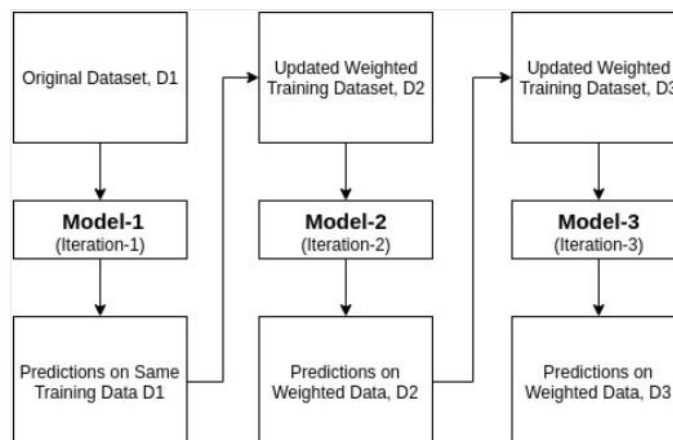 Original Dataset, D1
Updated Weighted
Training Dataset, D2
Updated Weighted
Training Dataset, D3
Model-1
(Iteration-1)
Model-2
(Iteration-2)
Model-3
(Iteration-3)
Predictions on Same
Training Data D1
Predictions on
Weighted Data, D2
Predictions on
Weighted Data, D3